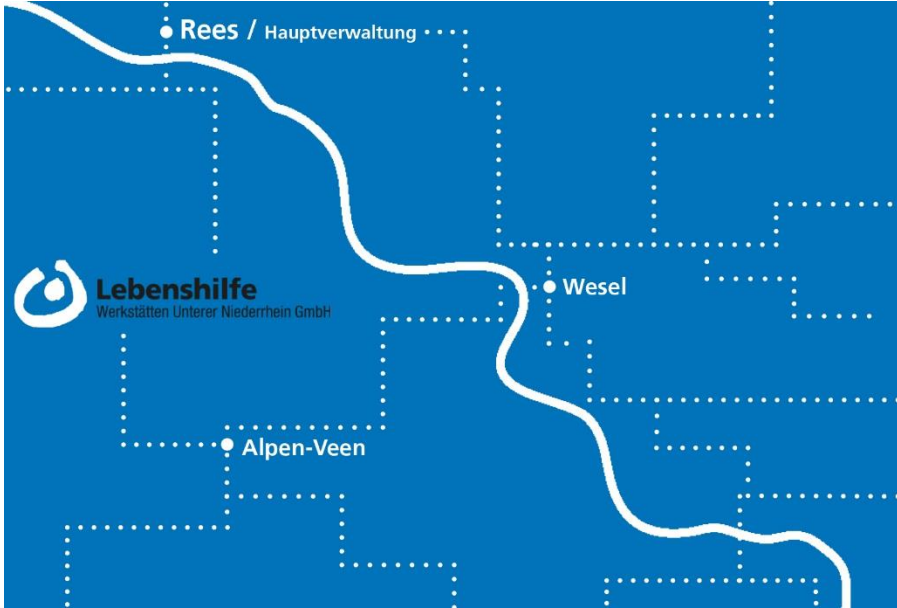 Rees / Hauptverwaltung
Lebenshilfe
Werkstätten Unterer Niederrhein GmbH
Wesel
Alpen-Veen